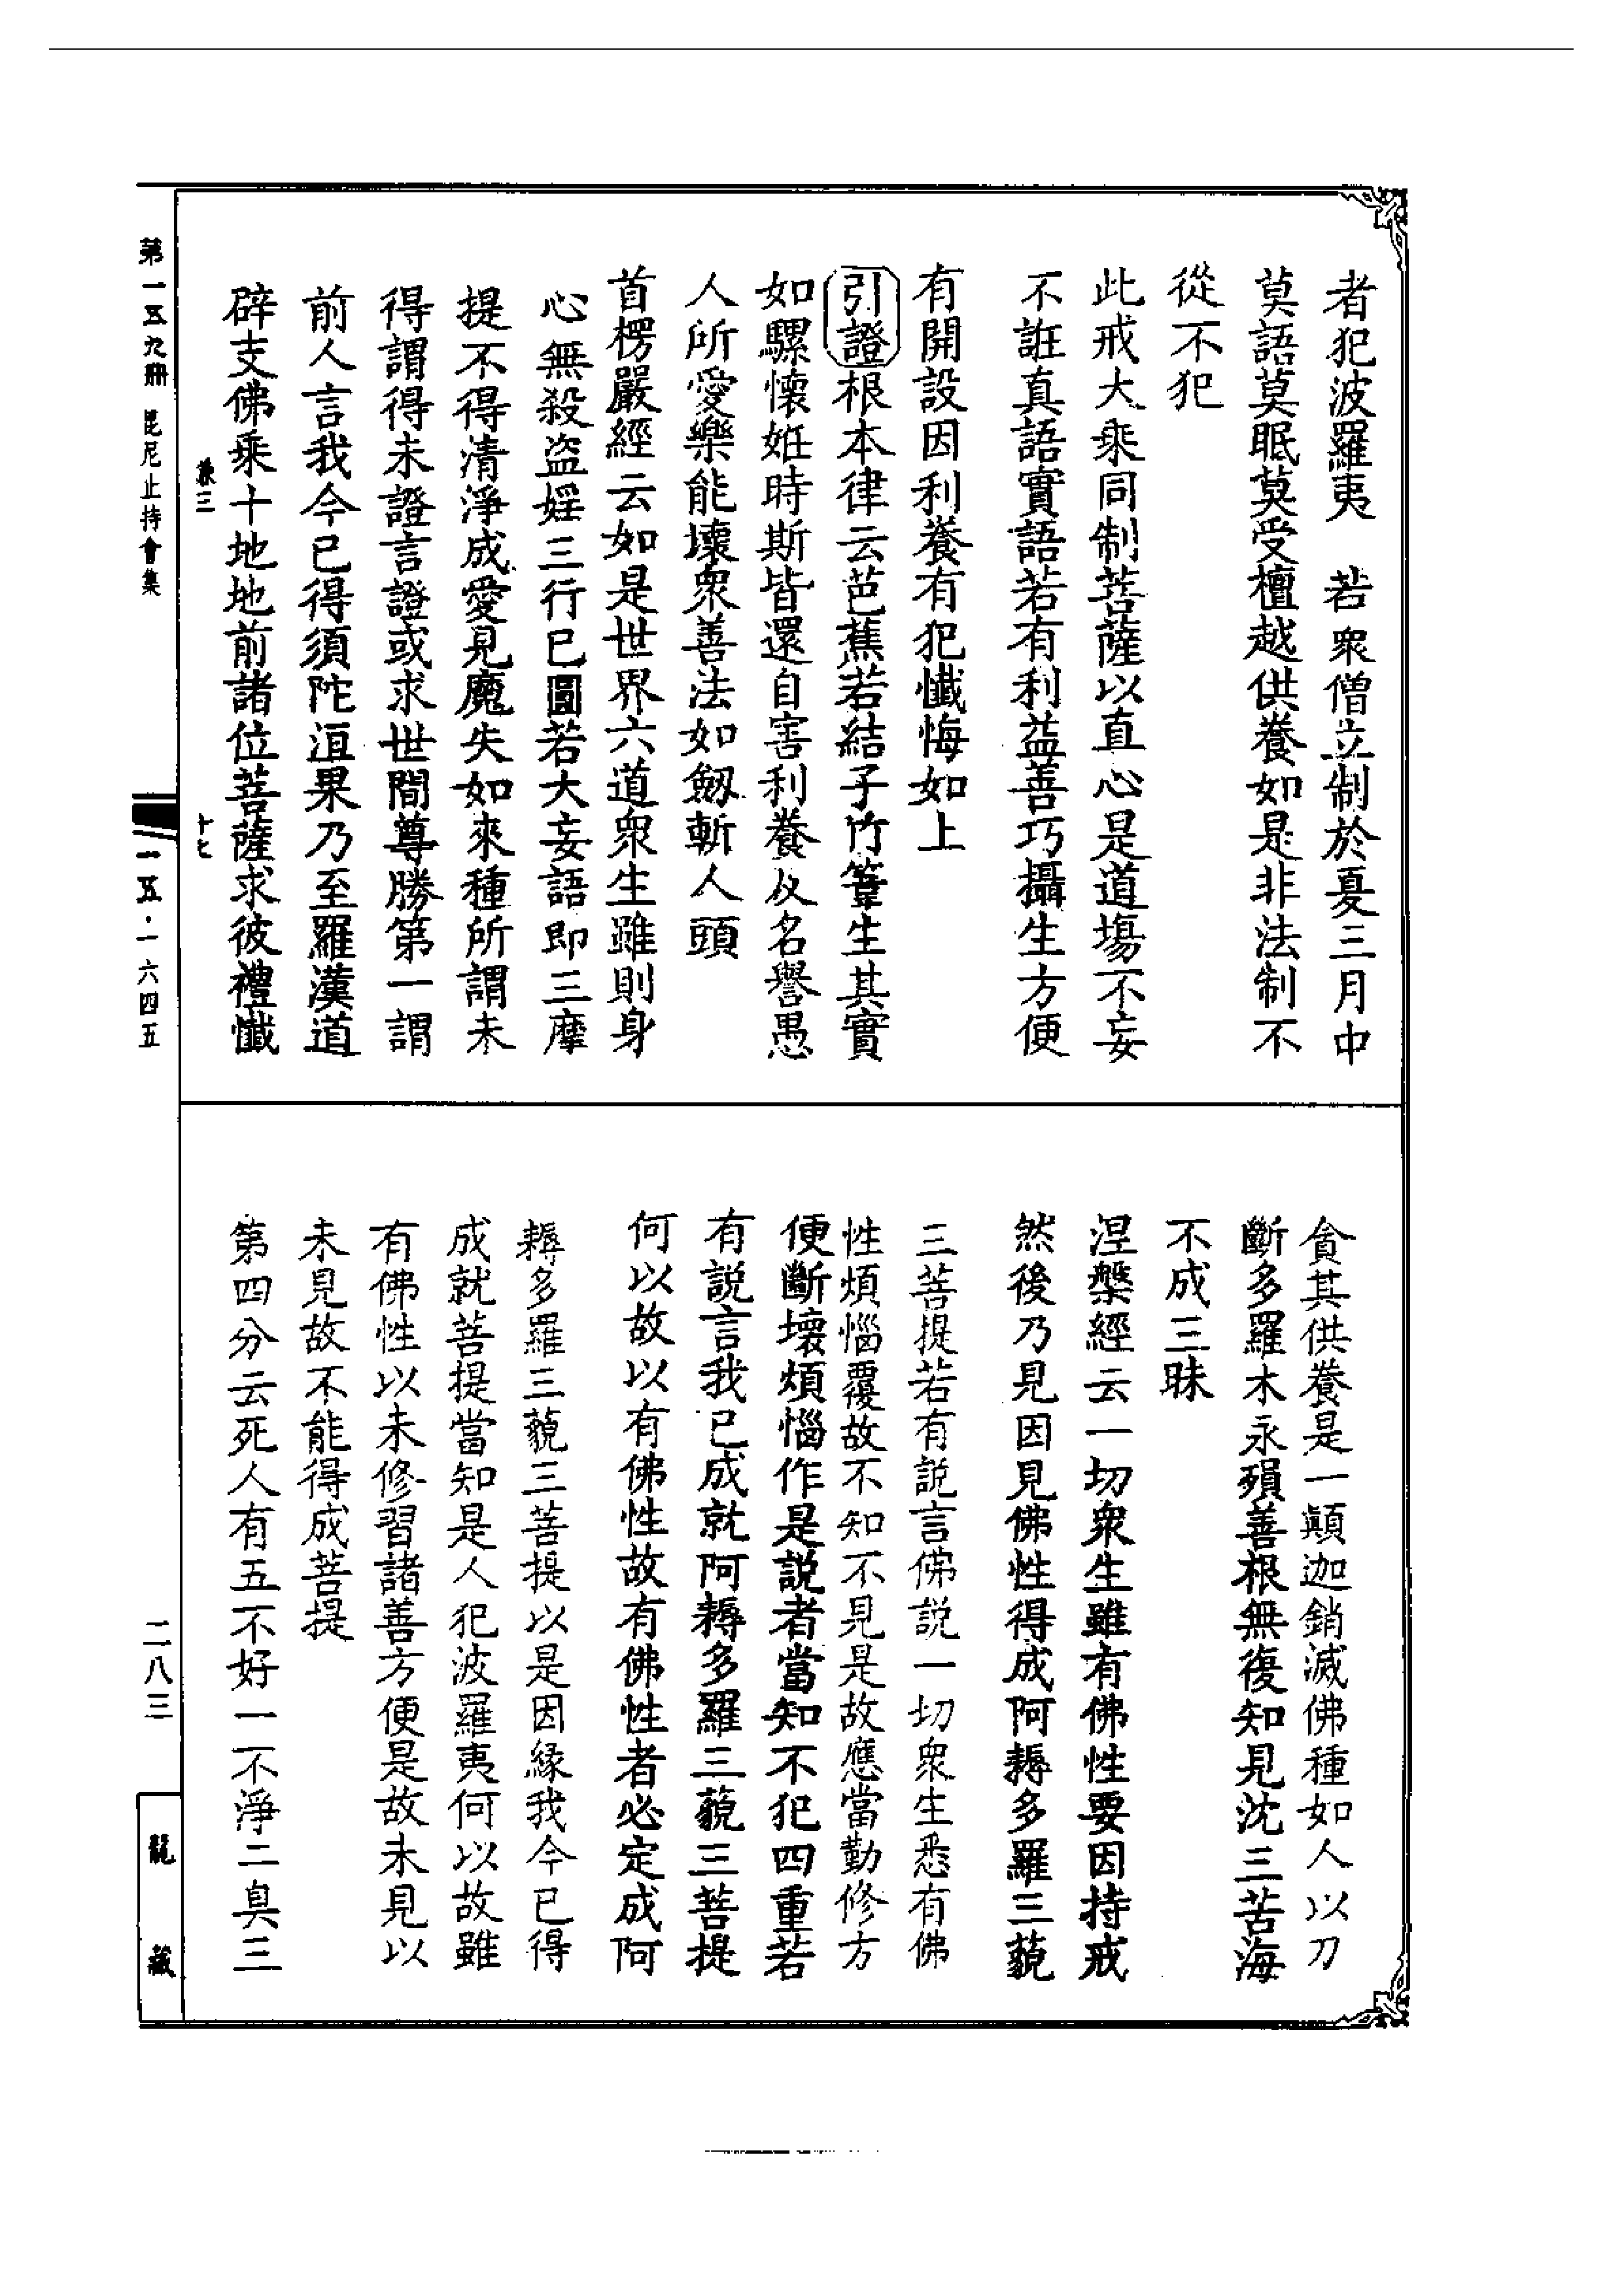 者犯波羅夷　若衆僧立制於夏三月中
莫語莫眠莫受檀越供養如是非法制不
從不犯
此戒大乘同制菩薩以直心是道場不妄
不誑真語實語若有利益善巧攝生方便
有開設因利養有犯懺悔如上
引證根本律云芭蕉若結子竹葦生其實
如騾懷姙時斯皆還自害利養及名譽愚
人所愛樂能壞衆善法如劔斬人頭
首楞嚴經云如是世界六道衆生雖則身
心無殺盜婬三行已圓若大妄語即三摩
提不得清淨成愛見魔失如來種所謂未
得謂得未證言證或求世間尊勝第一謂
前人言我今已得須陀洹果乃至羅漢道
辟支佛乘十地地前諸位菩薩求彼禮懺
貪其供養是一顛迦銷滅佛種如人以刀
斷多羅木永殞善根無復知見沈三苦海
不成三昧
涅槃經云一切衆生雖有佛性要因持戒
然後乃見因見佛性得成阿耨多羅三藐
三菩提若有説言佛説一切衆生悉有佛
性煩惱覆故不知不見是故應當勤修方
便斷壞煩惱作是説者當知不犯四重若
有説言我已成就阿耨多羅三藐三菩提
何以故以有佛性故有佛性者必定成阿
耨多羅三藐三菩提以是因緣我今已得
成就菩提當知是人犯波羅夷何以故雖
有佛性以未修習諸善方便是故未見以
未見故不能得成菩提
第四分云死人有五不好一不淨二臭三
第一五九冊　毘尼止持會集
兼三
十七
一五·一六四五
二八三
龍藏